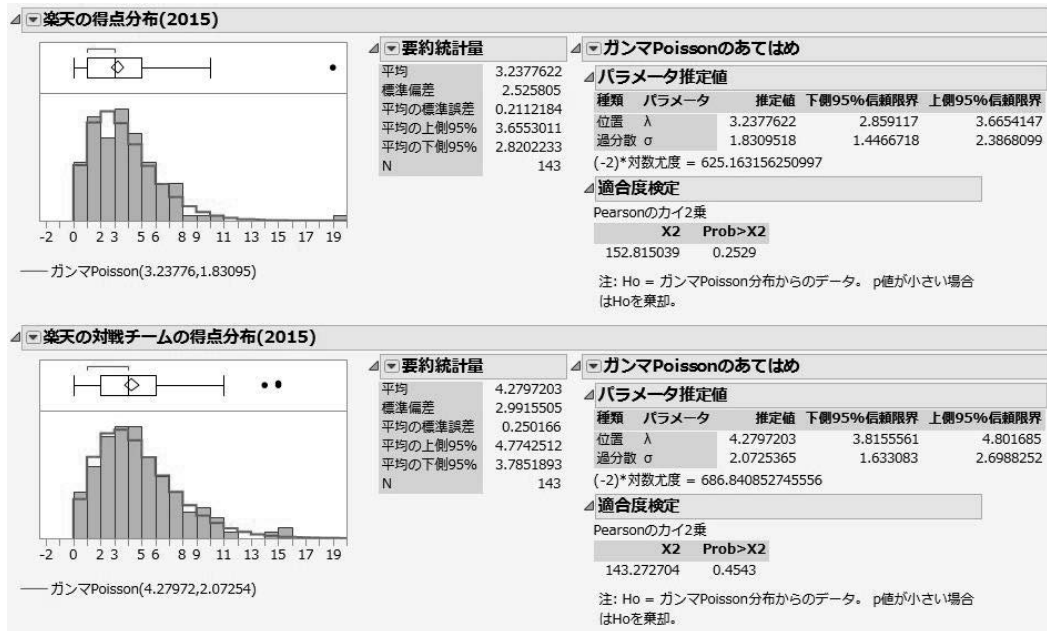 楽天の得点分布(2015)
-2 0 2 3 5 6 8 9 11 13 15 17 19
ガンマPoisson(3.23776,1.83095)
要約統計量
平均 3.2377622
標準偏差 2.525805
平均の標準誤差 0.2112184
平均の上側95% 3.6553011
平均の下側95% 2.8202233
N 143
ガンマPoissonのあてはめ
パラメータ推定値
種類 パラメータ 推定値 下側95%信頼限界 上側95%信頼限界
位置 λ 3.2377622 2.859117 3.6654147
過分散 σ 1.8309518 1.4466718 2.3868099
(-2)*対数尤度 = 625.163156250997
適合度検定
Pearsonのカイ2乗
X2 Prob>X2
152.815039 0.2529
注: Ho = ガンマPoisson分布からのデータ。 p値が小さい場合
はHoを棄却。
楽天の対戦チームの得点分布(2015)
-2 0 2 3 5 6 8 9 11 13 15 17 19
ガンマPoisson(4.27972,2.07254)
要約統計量
平均 4.2797203
標準偏差 2.9915505
平均の標準誤差 0.250166
平均の上側95% 4.7742512
平均の下側95% 3.7851893
N 143
ガンマPoissonのあてはめ
パラメータ推定値
種類 パラメータ 推定値 下側95%信頼限界 上側95%信頼限界
位置 λ 4.2797203 3.8155561 4.801685
過分散 σ 2.0725365 1.633083 2.6988252
(-2)*対数尤度 = 686.840852745556
適合度検定
Pearsonのカイ2乗
X2 Prob>X2
143.272704 0.4543
注: Ho = ガンマPoisson分布からのデータ。 p値が小さい場合
はHoを棄却。